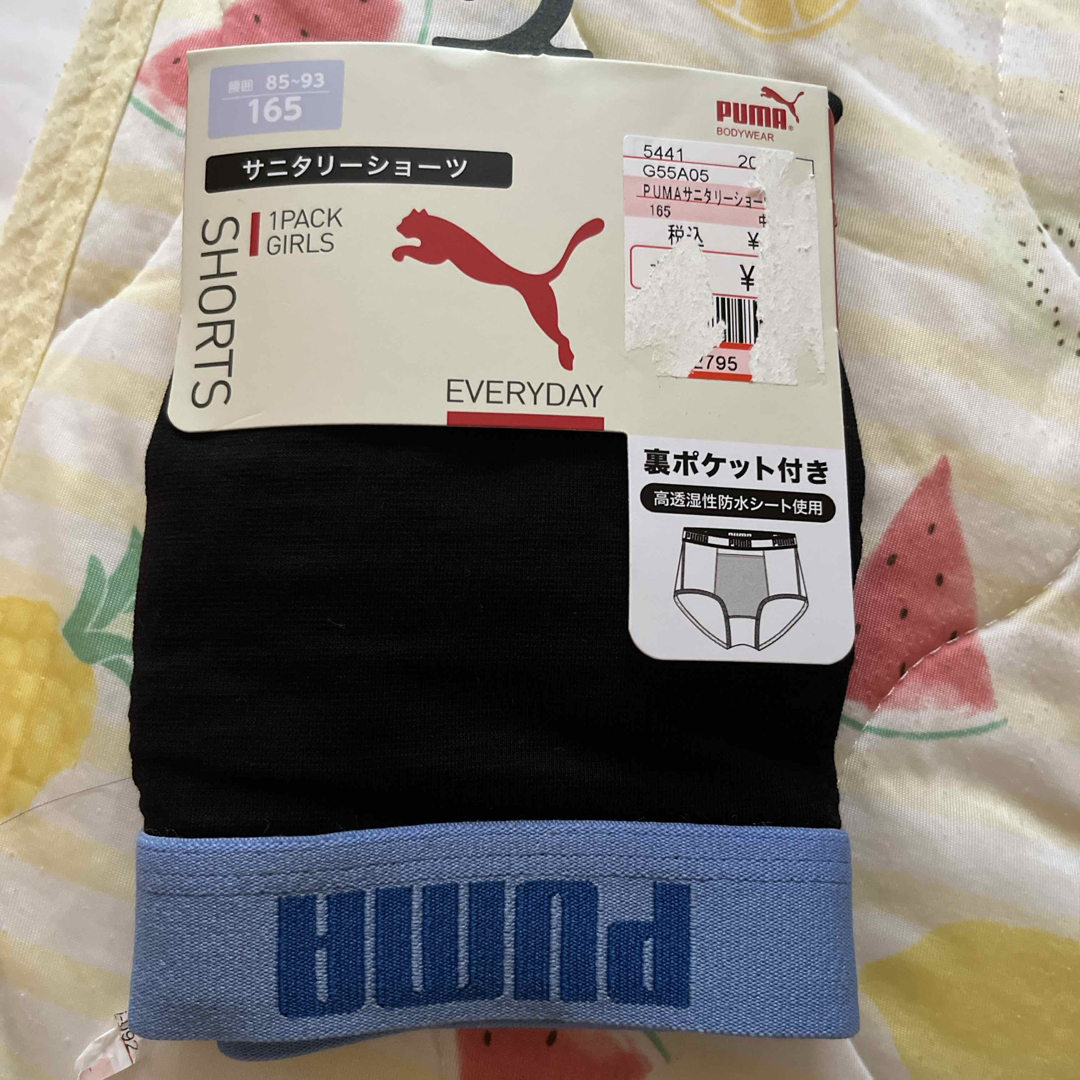 腰囲 85~93
165
サニタリーショーツ
SHORTS
1PACK
GIRLS
EVERYDAY
PUMA
BODYWEAR
5441
G55A05
PUMAサニタリーショー
165
税込 ¥
¥
2795
裏ポケット付き
高透湿性防水シート使用
PUMA
PUMA